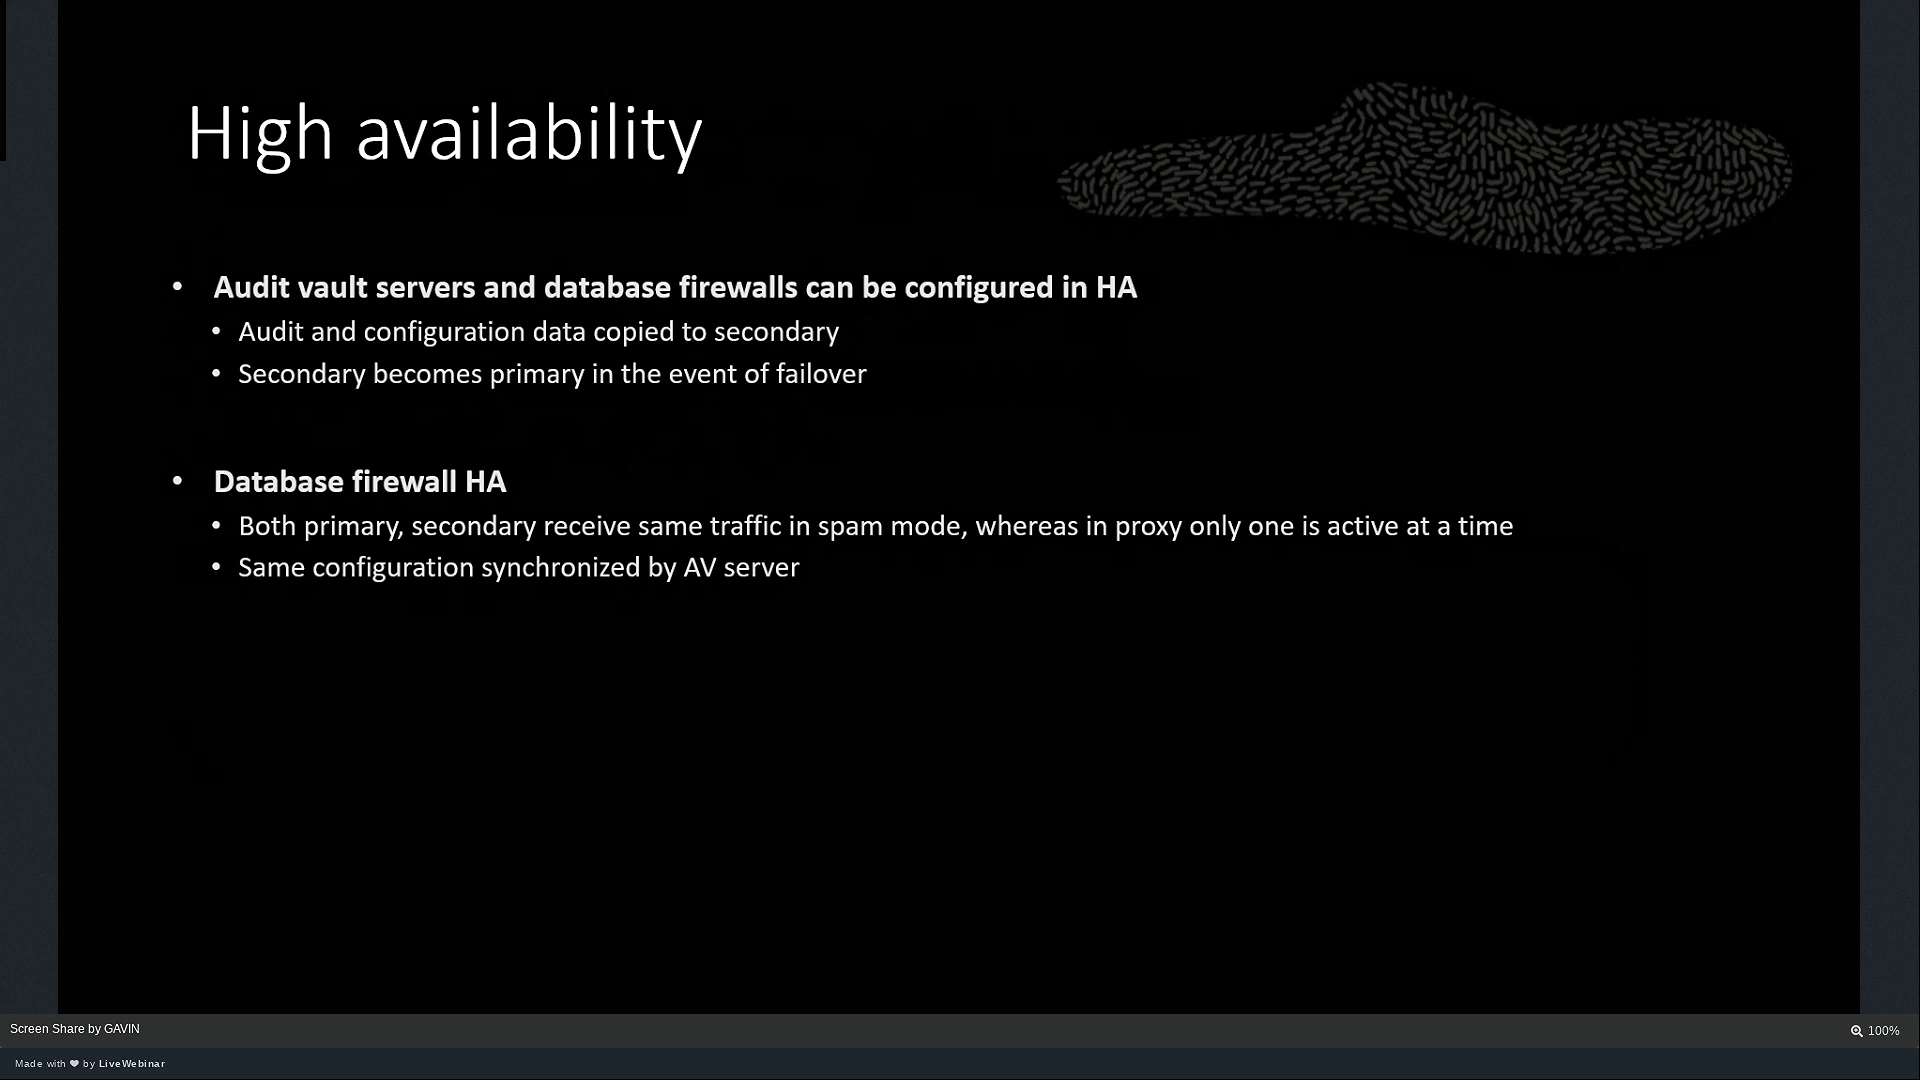 High availability
• Audit vault servers and database firewalls can be configured in HA
• Audit and configuration data copied to secondary
• Secondary becomes primary in the event of failover
• Database firewall HA
• Both primary, secondary receive same traffic in spam mode, whereas in proxy only one is active at a time
• Same configuration synchronized by AV server
Screen Share by GAVIN
100%
Made with ❤ by LiveWebinar